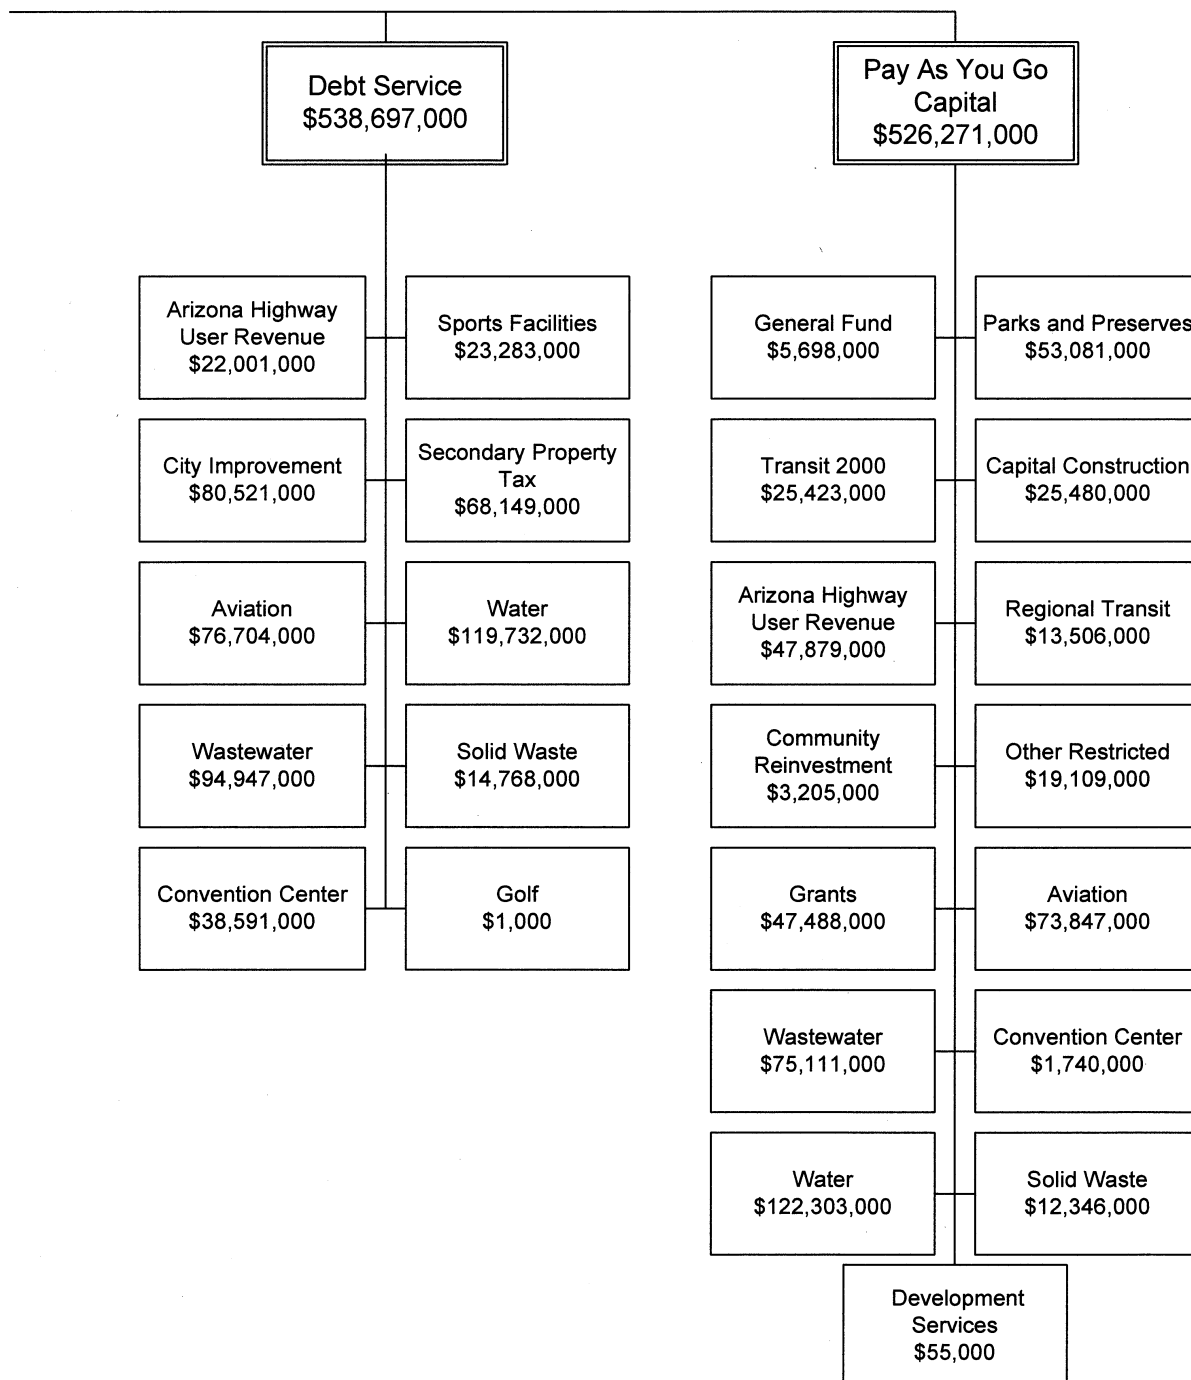 Debt Service
$538,697,000
Pay As You Go
Capital
$526,271,000
Arizona Highway
User Revenue
$22,001,000
Sports Facilities
$23,283,000
City Improvement
$80,521,000
Secondary Property
Tax
$68,149,000
Aviation
$76,704,000
Water
$119,732,000
Wastewater
$94,947,000
Solid Waste
$14,768,000
Convention Center
$38,591,000
Golf
$1,000
General Fund
$5,698,000
Parks and Preserves
$53,081,000
Transit 2000
$25,423,000
Capital Construction
$25,480,000
Arizona Highway
User Revenue
$47,879,000
Regional Transit
$13,506,000
Community
Reinvestment
$3,205,000
Other Restricted
$19,109,000
Grants
$47,488,000
Aviation
$73,847,000
Wastewater
$75,111,000
Convention Center
$1,740,000
Water
$122,303,000
Solid Waste
$12,346,000
Development
Services
$55,000